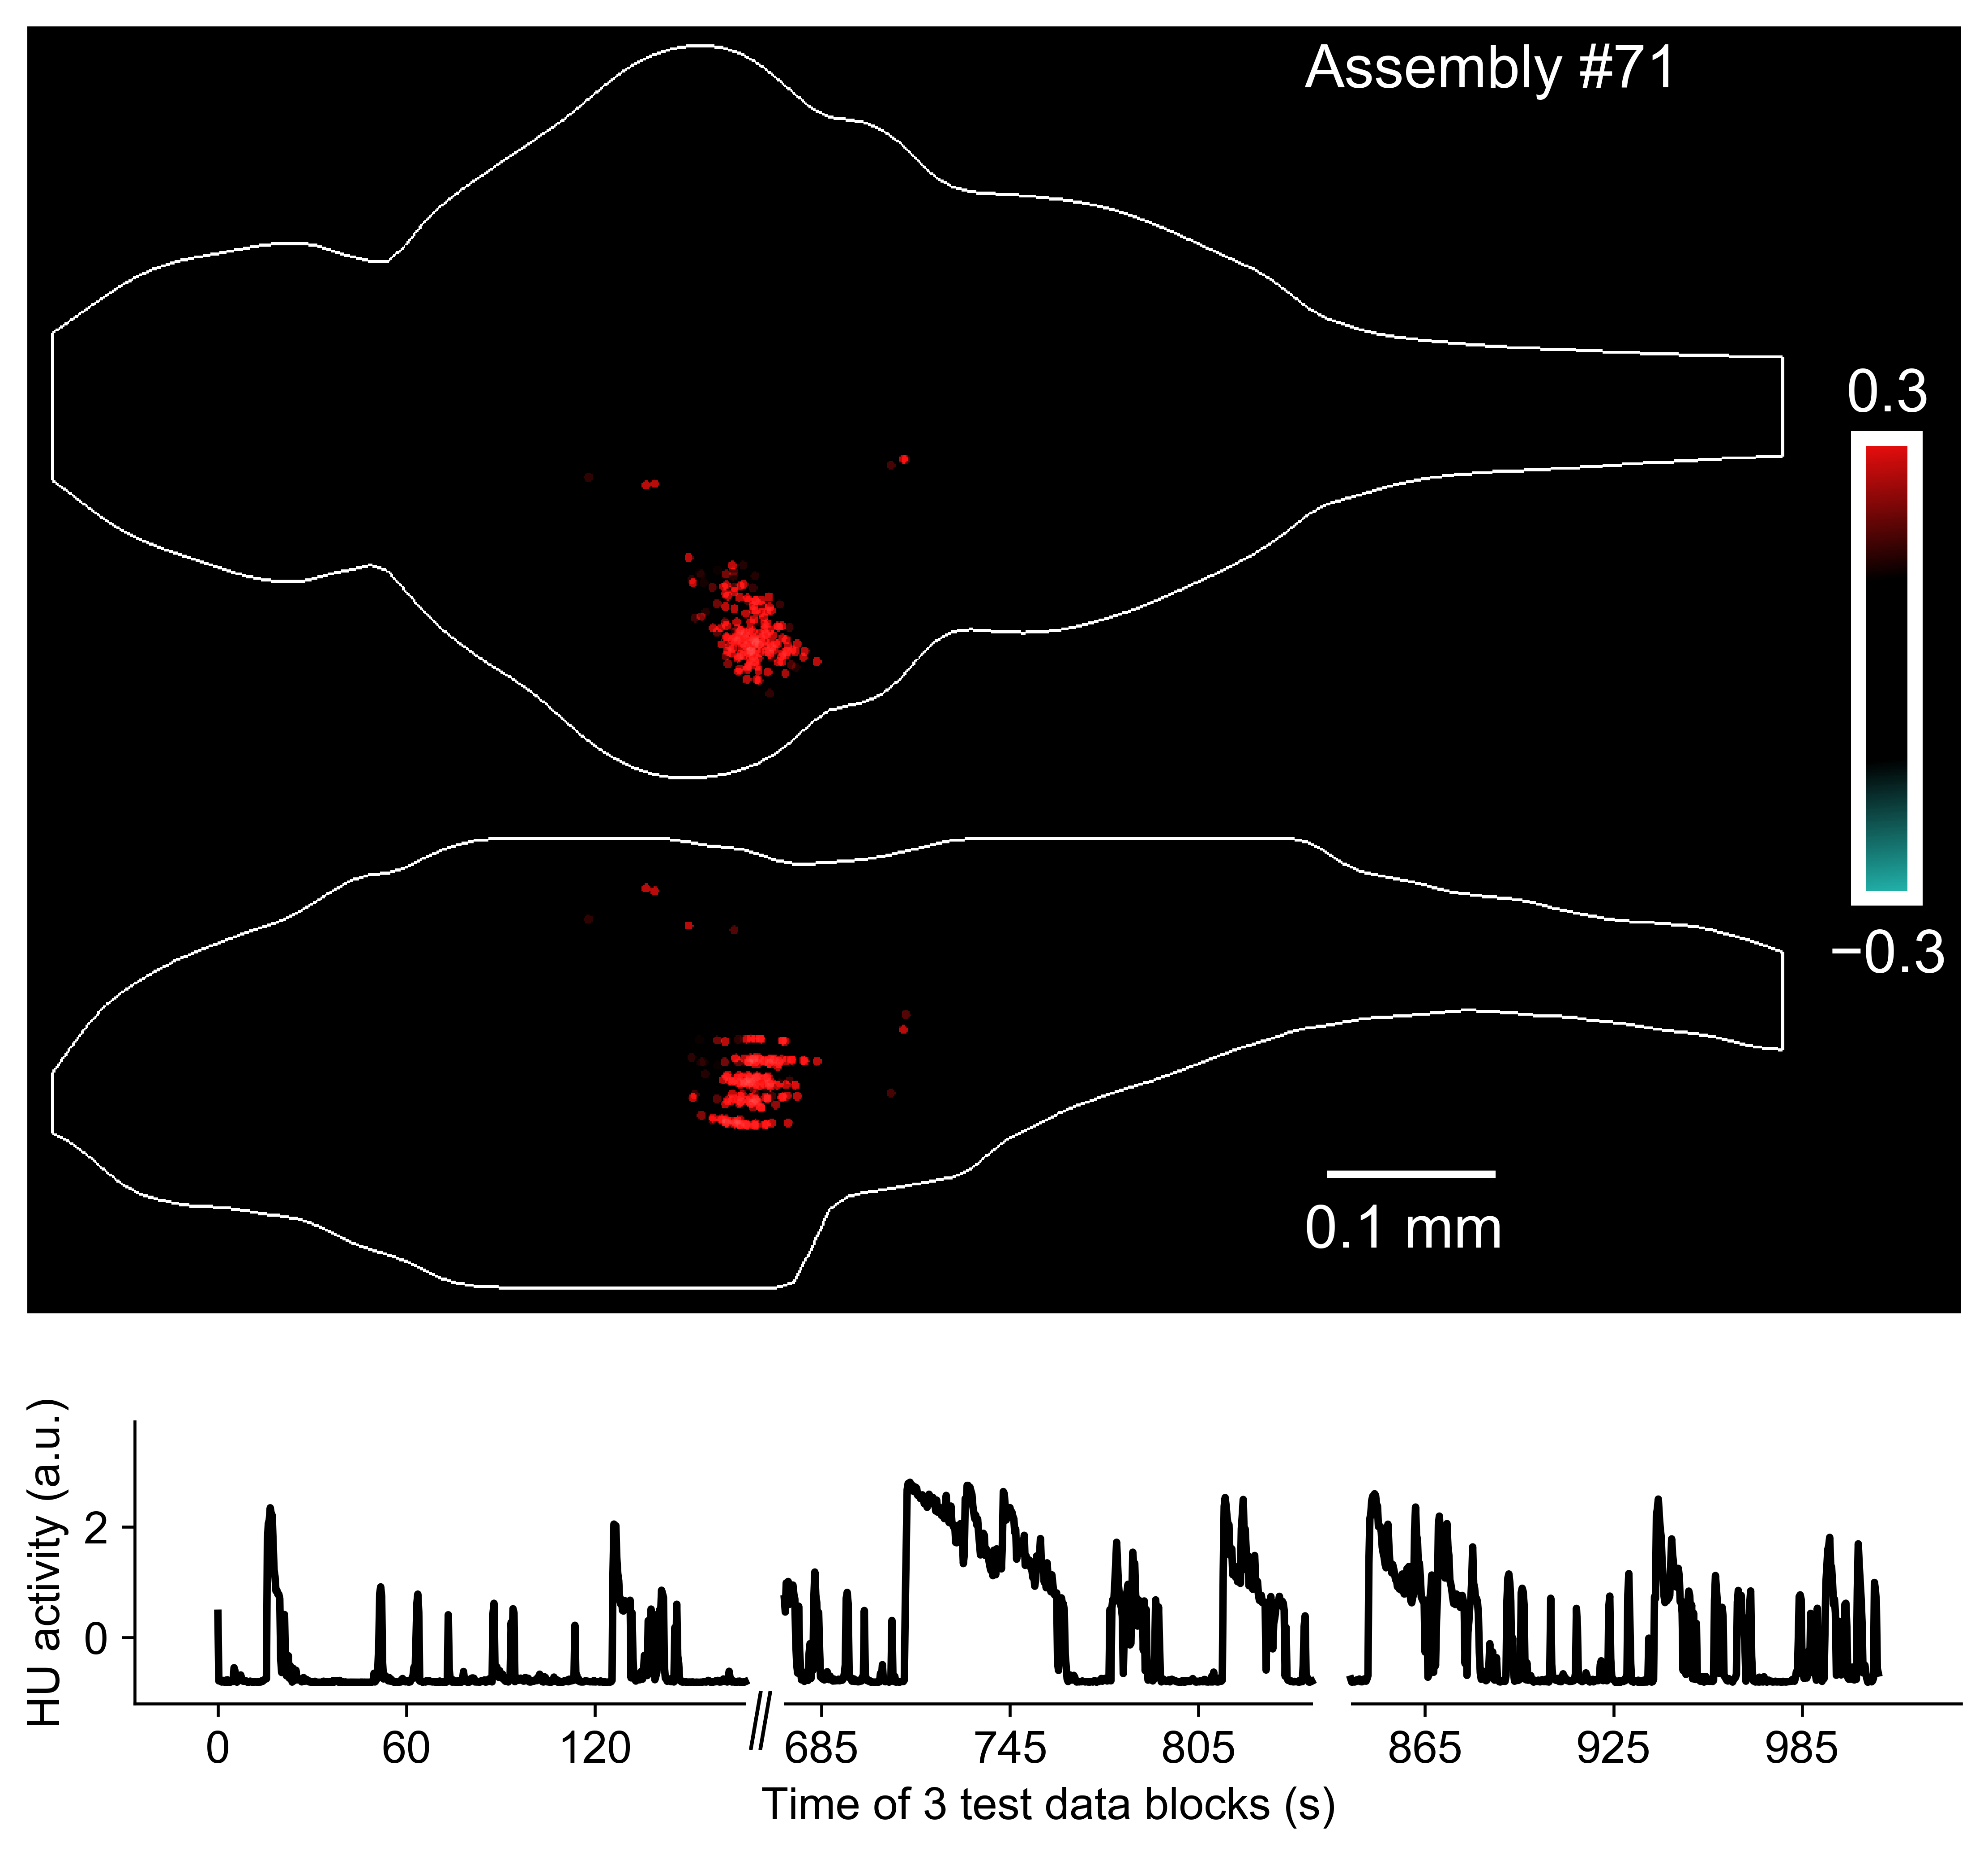 Assembly #71
0.3
−0.3
0.1 mm
HU activity (a.u.)
2
0
0 60 120 685 745 805 865 925 985
Time of 3 test data blocks (s)